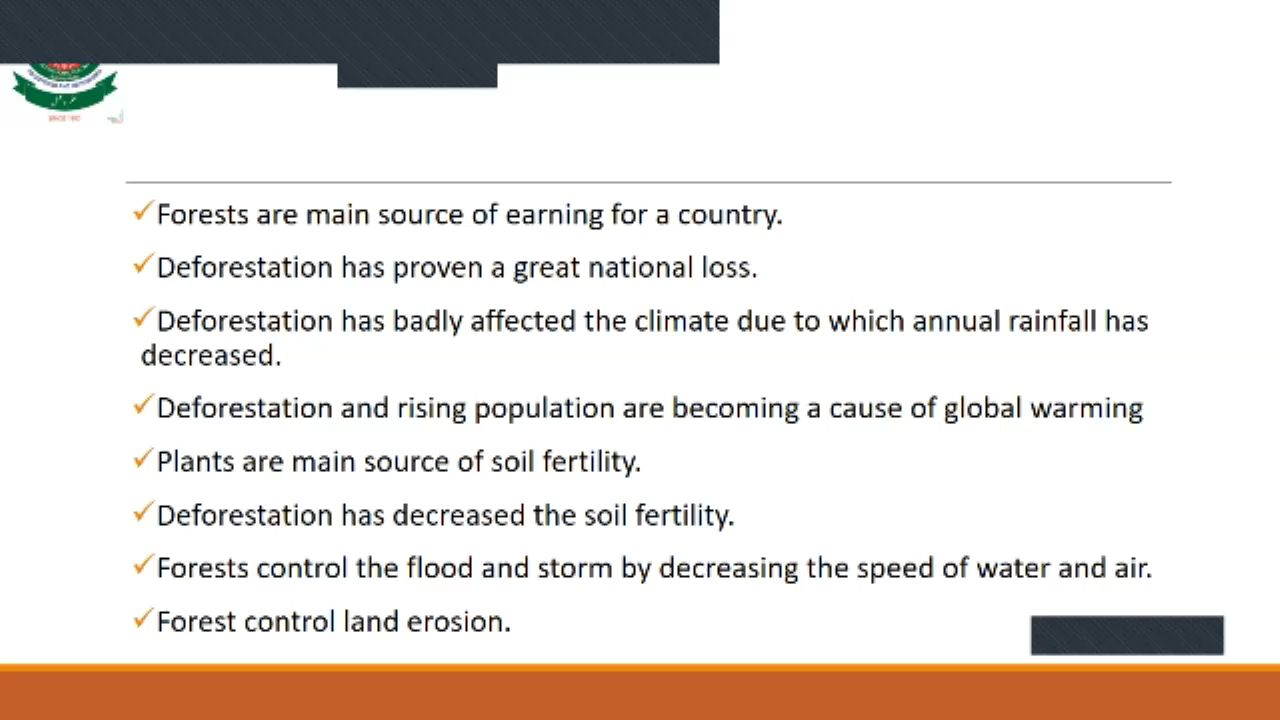 Forests are main source of earning for a country.
Deforestation has proven a great national loss.
Deforestation has badly affected the climate due to which annual rainfall has
decreased.
Deforestation and rising population are becoming a cause of global warming
Plants are main source of soil fertility.
Deforestation has decreased the soil fertility.
Forests control the flood and storm by decreasing the speed of water and air.
Forest control land erosion.